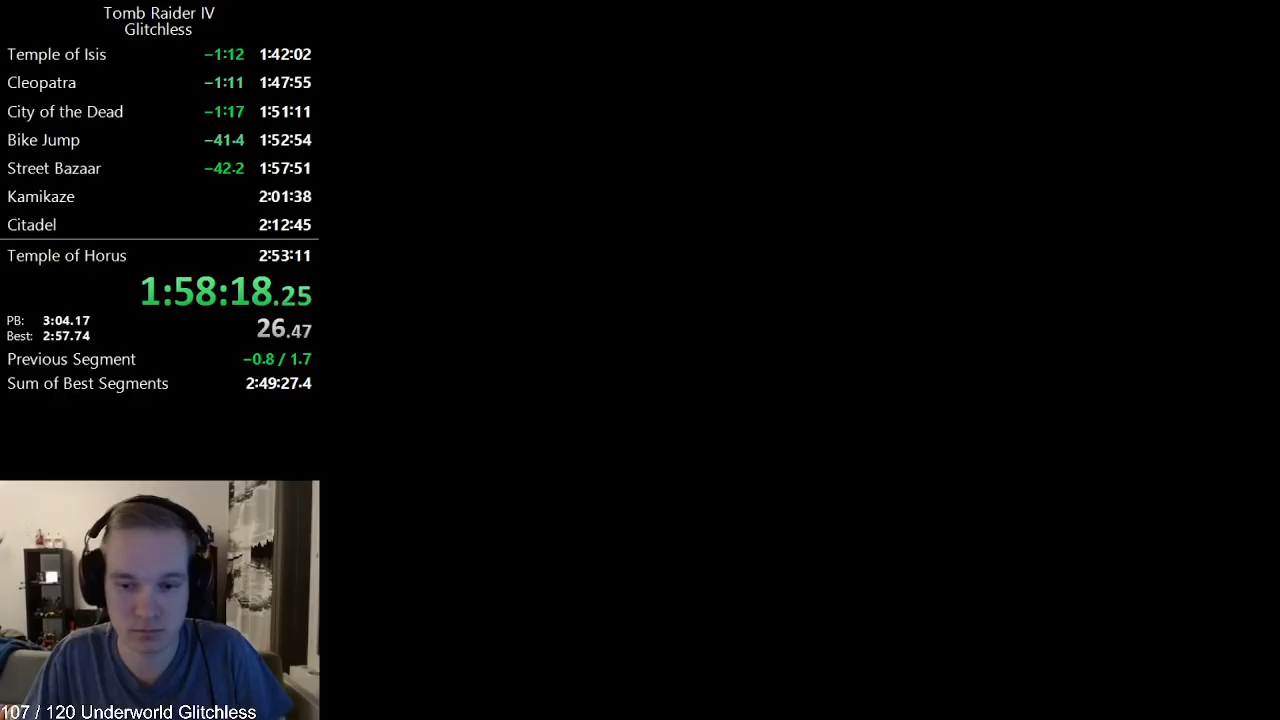 Tomb Raider IV
Glitchless
Temple of Isis −1:12 1:42:02
Cleopatra −1:11 1:47:55
City of the Dead −1:17 1:51:11
Bike Jump −41.4 1:52:54
Street Bazaar −42.2 1:57:51
Kamikaze 2:01:38
Citadel 2:12:45
Temple of Horus 2:53:11
1:58:18.25
PB: 3:04.17 26.47
Best: 2:57.74
Previous Segment −0.8 / 1.7
Sum of Best Segments 2:49:27.4
107 / 120 Underworld Glitchless